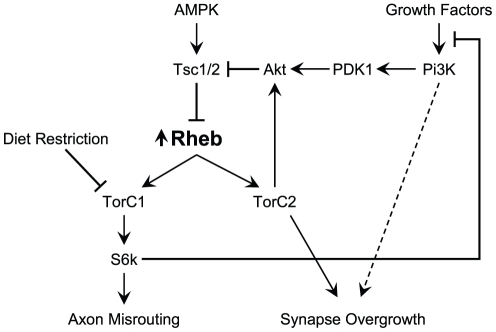 AMPK
Growth Factors
Tsc1/2
Akt
PDK1
Pi3K
Rheb
Diet Restriction
TorC1
TorC2
S6k
Axon Misrouting
Synapse Overgrowth